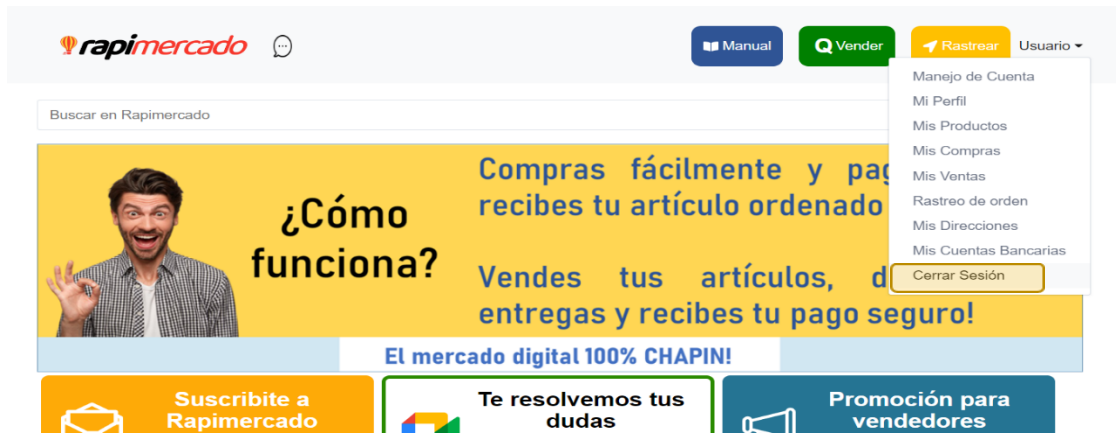 rapimercado
Manual
Vender
Rastrear
Usuario
Manejo de Cuenta
Mi Perfil
Mis Productos
Mis Compras
Mis Ventas
Rastreo de orden
Mis Direcciones
Mis Cuentas Bancarias
Cerrar Sesión
Buscar en Rapimercado
¿Cómo
funciona?
Compras fácilmente y
recibes tu artículo ordenado
Vendes tus artículos,
entregas y recibes tu pago seguro!
El mercado digital 100% CHAPIN!
Suscribite a
Rapimercado
Te resolvemos tus
dudas
Promoción para
vendedores